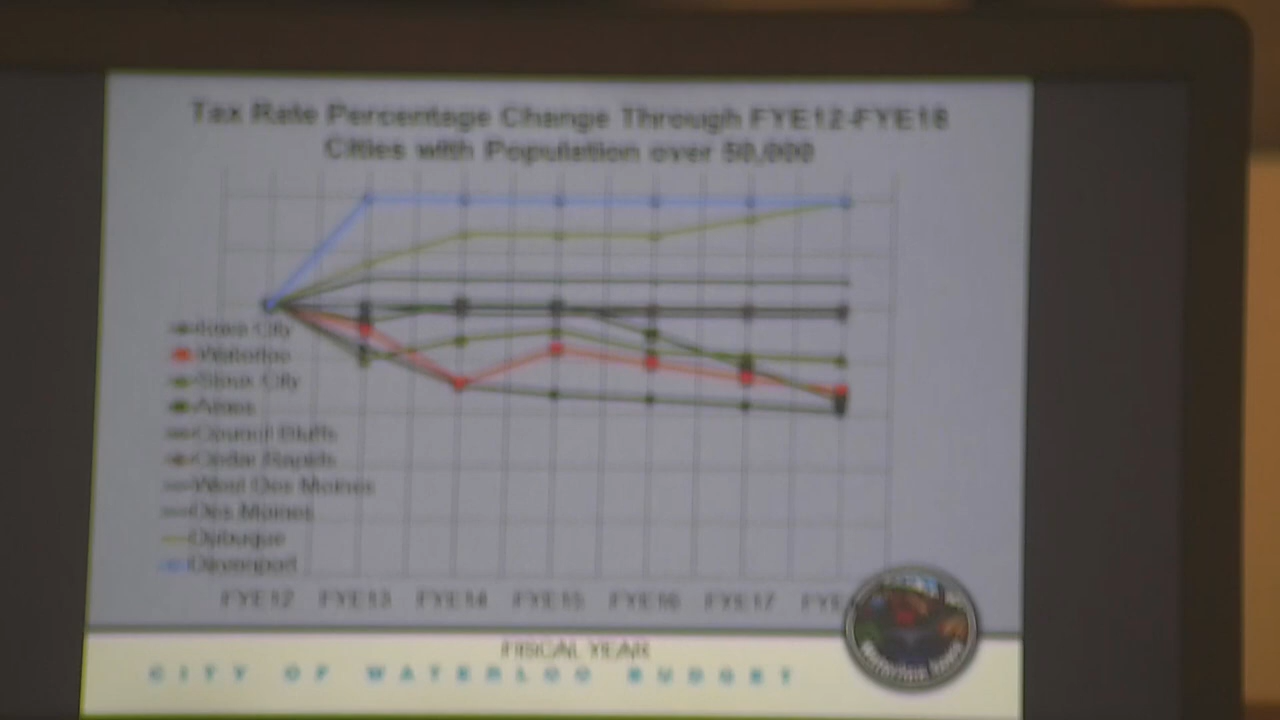 Tax Rate Percentage Change Through FYE12-FYE18
Cities with Population over 50,000
Iowa City
Waterloo
Sioux City
Ames
Council Bluffs
Cedar Rapids
West Des Moines
Des Moines
Dubuque
Davenport
FYE12 FYE13 FYE14 FYE15 FYE16 FYE17 FYE
FISCAL YEAR
CITY OF WATERLOO BUDGET